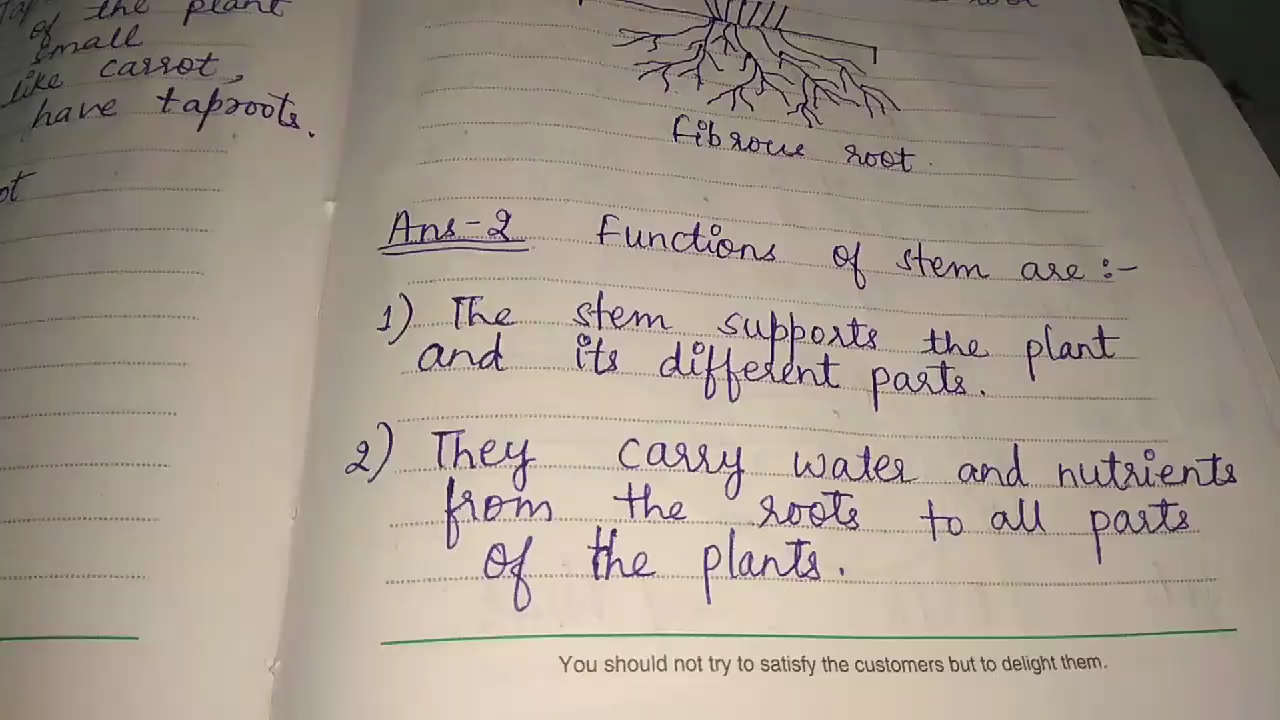 of the plant
small
like carrot,
have taproots.
ot
Fibrous root.
Ans-2 Functions of stem are :-
1) The stem supports the plant
and its different parts.
2) They carry water and nutrients
from the roots to all parts
of the plants.
You should not try to satisfy the customers but to delight them.